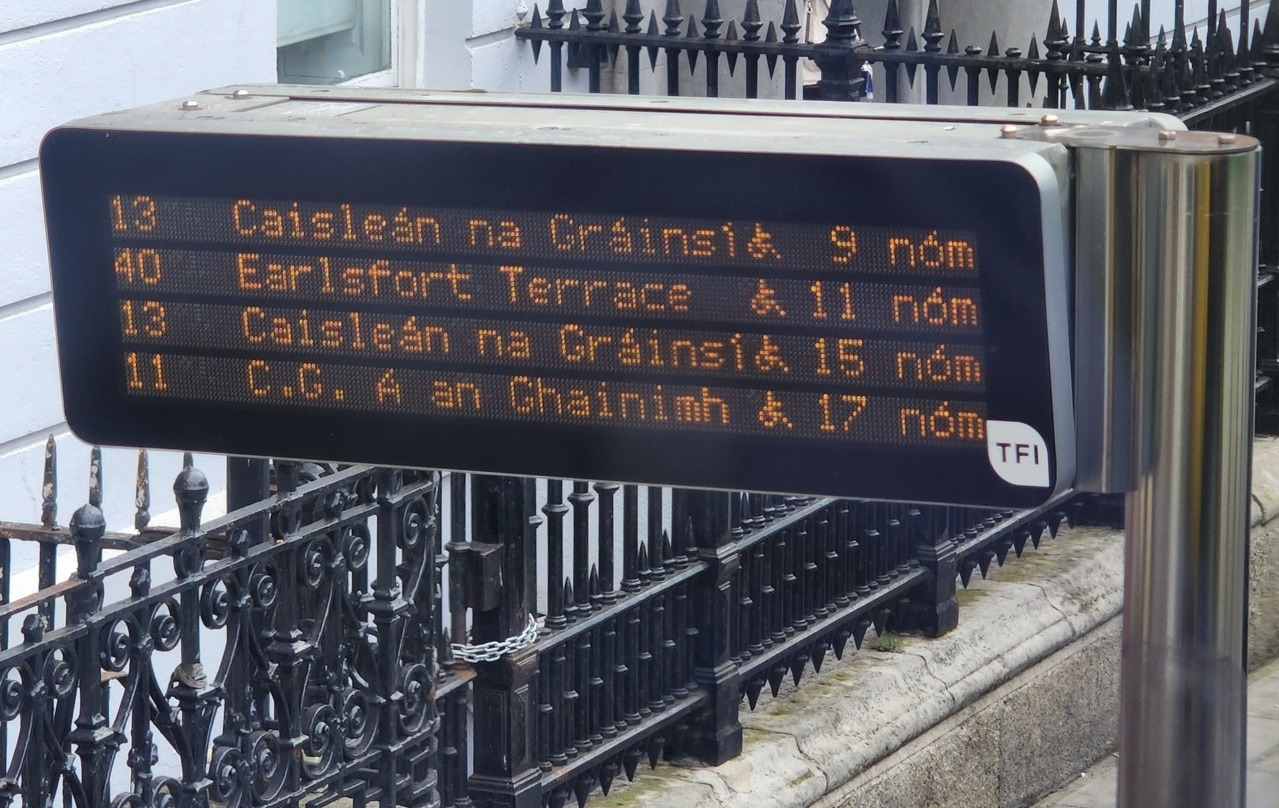 13 Caisleán na Gráinsí& 9 nóm
40 Earlsfort Terrace & 11 nóm
13 Caisleán na Gráinsí& 15 nóm
11 C.G. Á an Ghainimh & 17 nóm
TFI